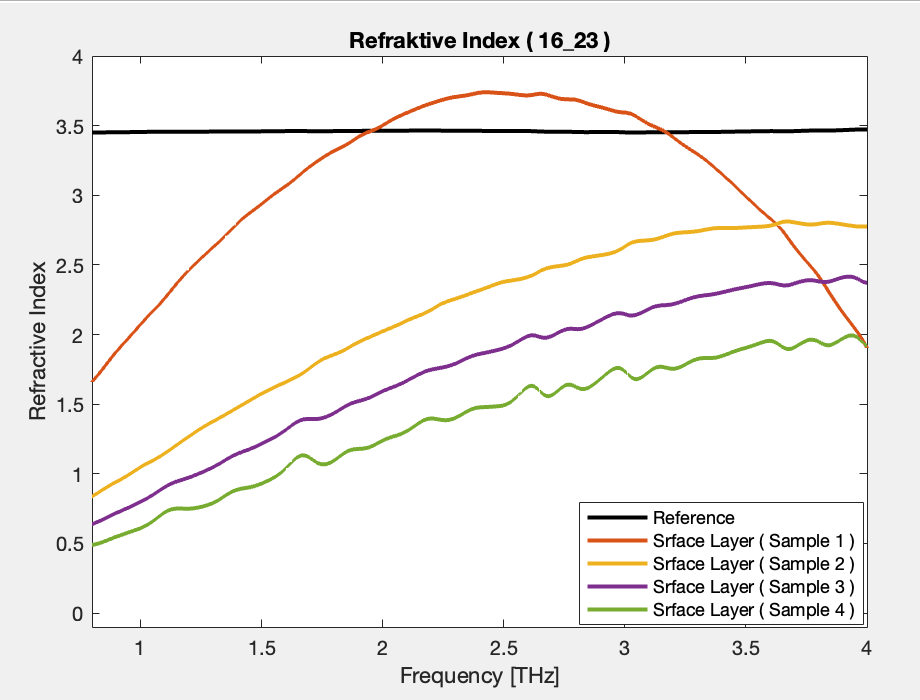 Refraktive Index ( 16_23 )
4
3.5
3
2.5
2
1.5
1
0.5
0
Refractive Index
1
1.5
2
2.5
3
3.5
4
Frequency [THz]
Reference
Srface Layer ( Sample 1 )
Srface Layer ( Sample 2 )
Srface Layer ( Sample 3 )
Srface Layer ( Sample 4 )